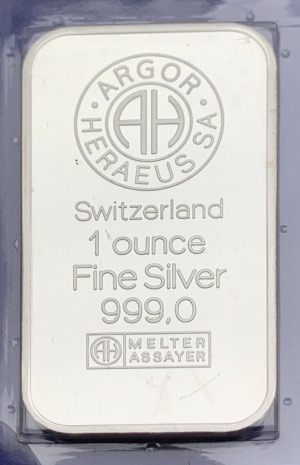 · ARGOR ·
HERAEUS SA
AH
Switzerland
1 ounce
Fine Silver
999,0
AH MELTER
ASSAYER